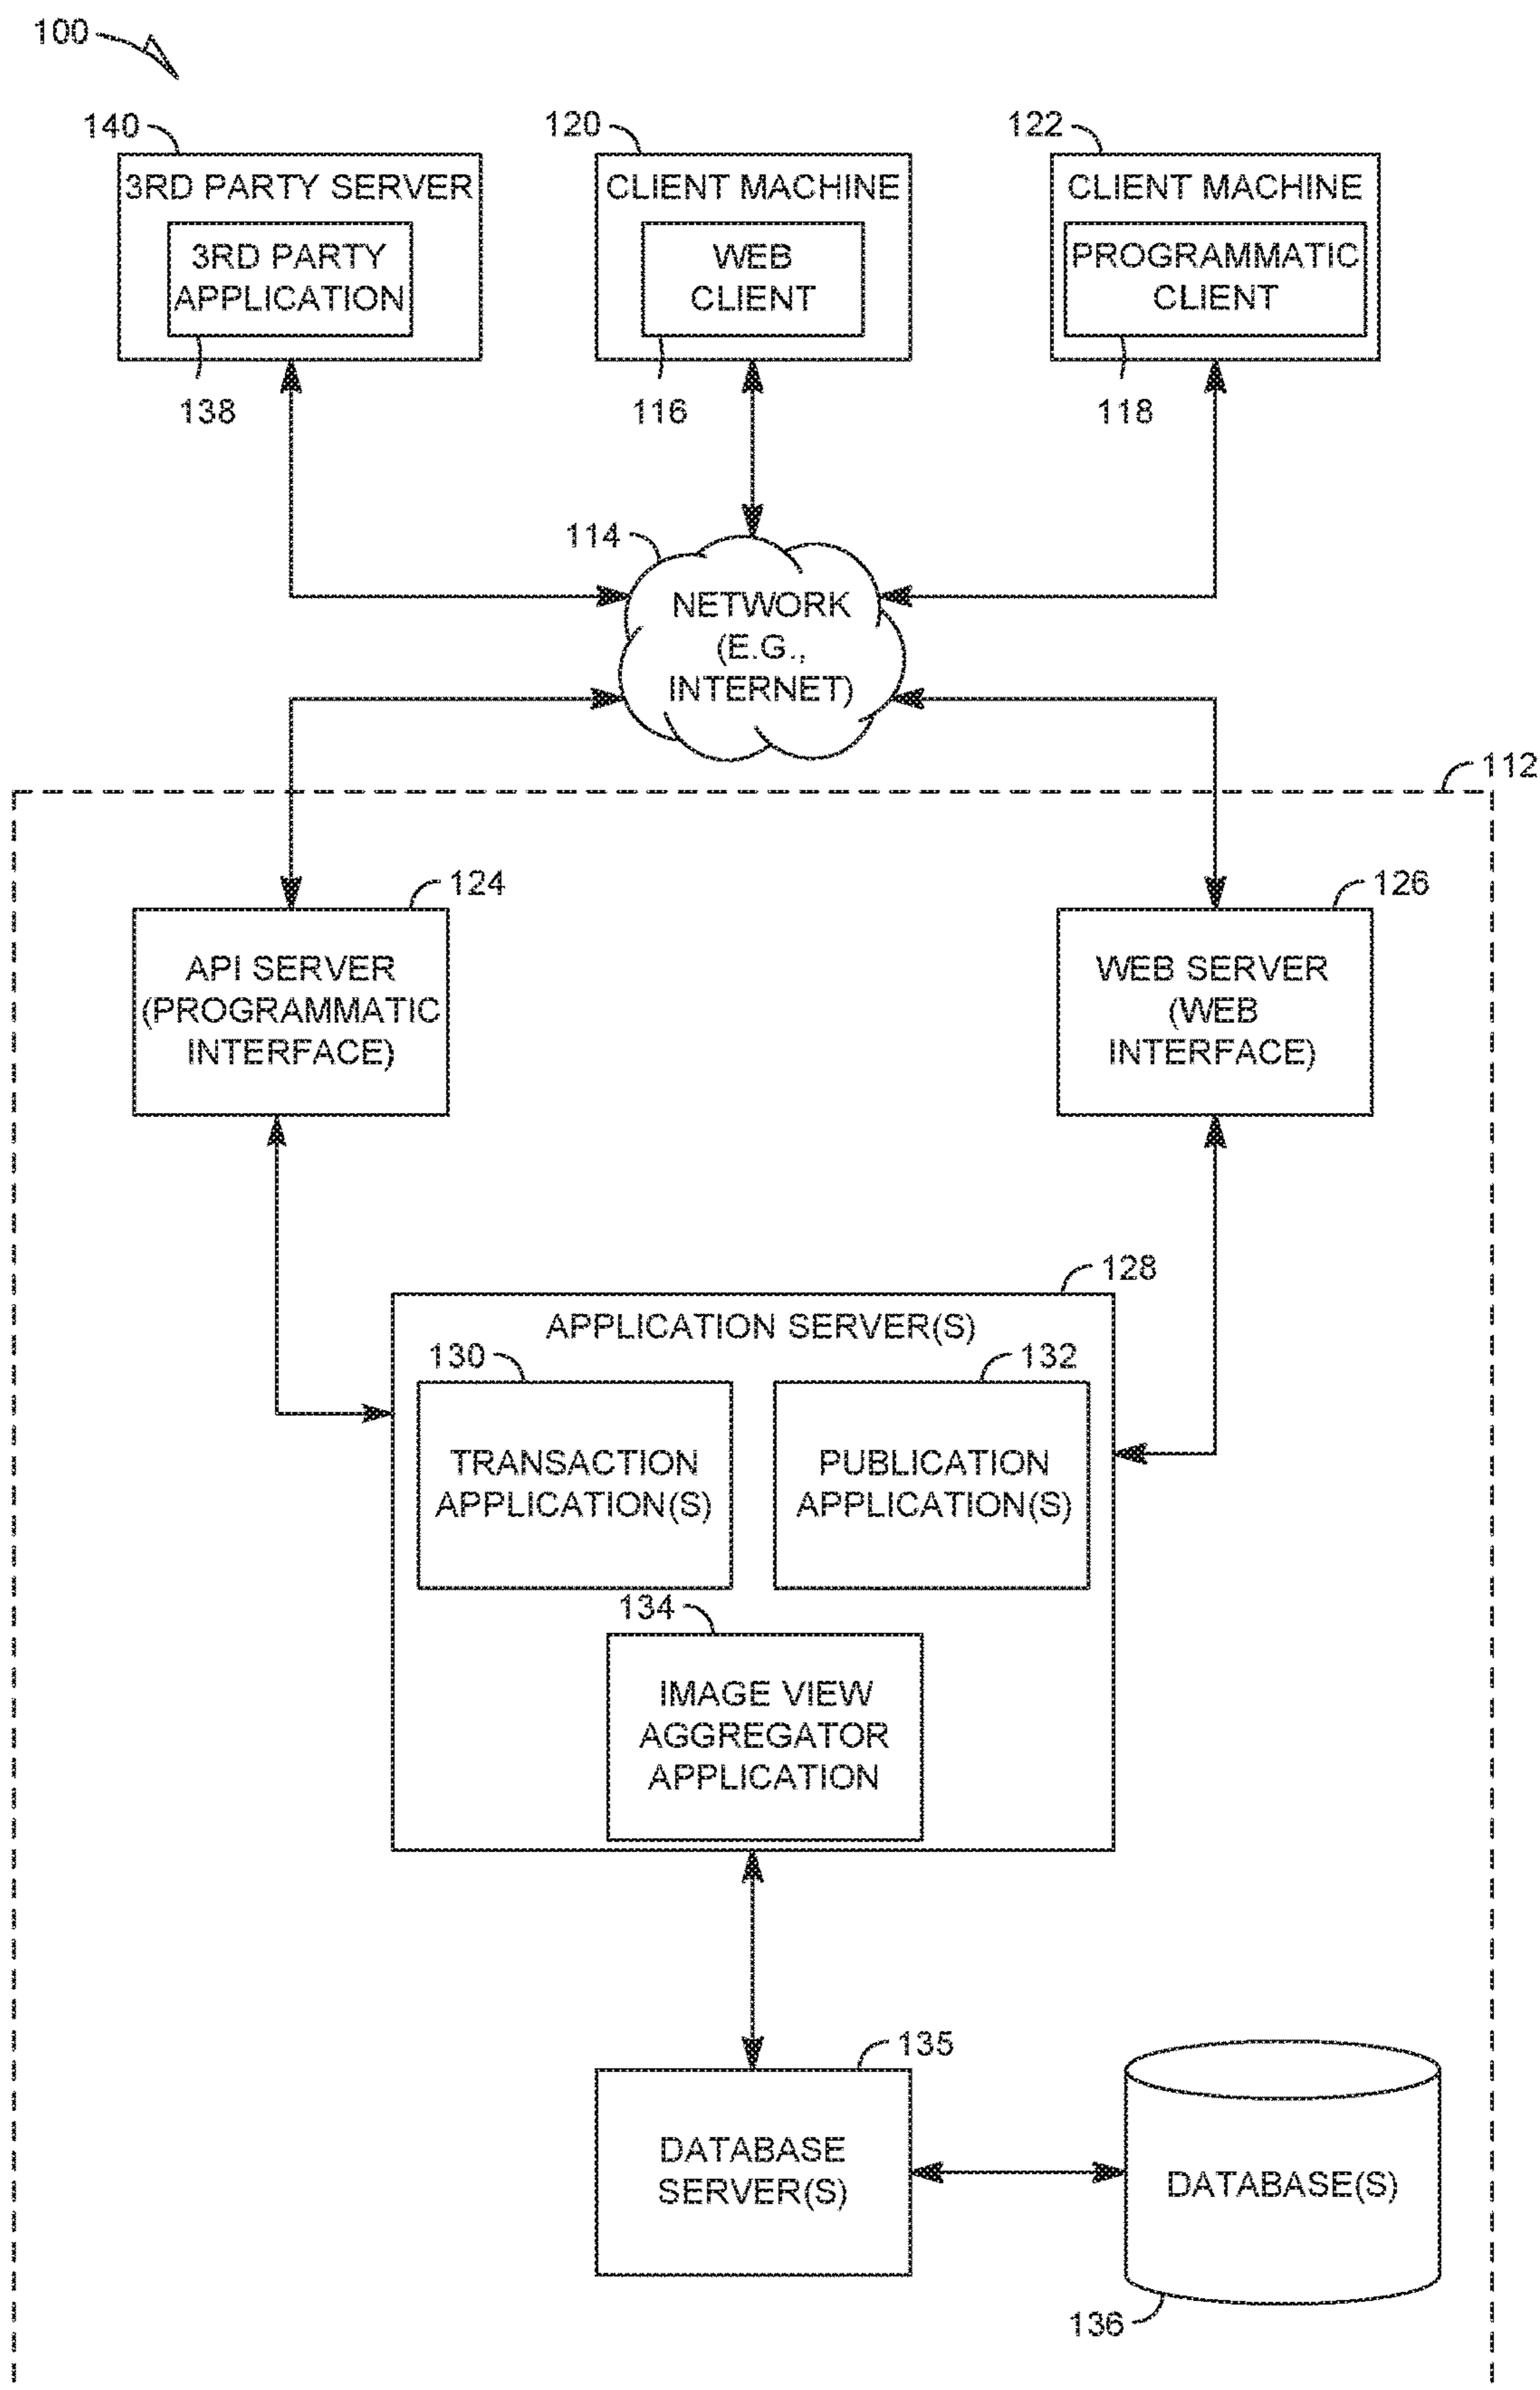 100
140
120
122
3RD PARTY SERVER
CLIENT MACHINE
CLIENT MACHINE
3RD PARTY
APPLICATION
WEB
CLIENT
PROGRAMMATIC
CLIENT
138
116
118
114
NETWORK
(E.G.,
INTERNET)
112
124
126
API SERVER
(PROGRAMMATIC
INTERFACE)
WEB SERVER
(WEB
INTERFACE)
128
APPLICATION SERVER(S)
130
132
TRANSACTION
APPLICATION(S)
PUBLICATION
APPLICATION(S)
134
IMAGE VIEW
AGGREGATOR
APPLICATION
135
DATABASE
SERVER(S)
DATABASE(S)
136